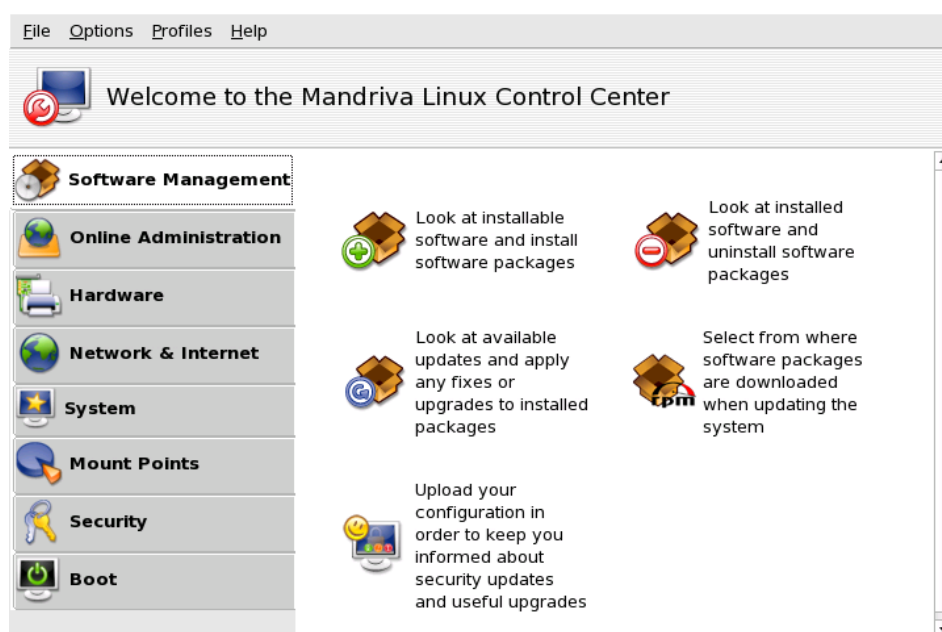 File Options Profiles Help
Welcome to the Mandriva Linux Control Center
Software Management
Online Administration
Hardware
Network & Internet
System
Mount Points
Security
Boot
Look at installable
software and install
software packages
Look at installed
software and
uninstall software
packages
Look at available
updates and apply
any fixes or
upgrades to installed
packages
rpm
Select from where
software packages
are downloaded
when updating the
system
Upload your
configuration in
order to keep you
informed about
security updates
and useful upgrades